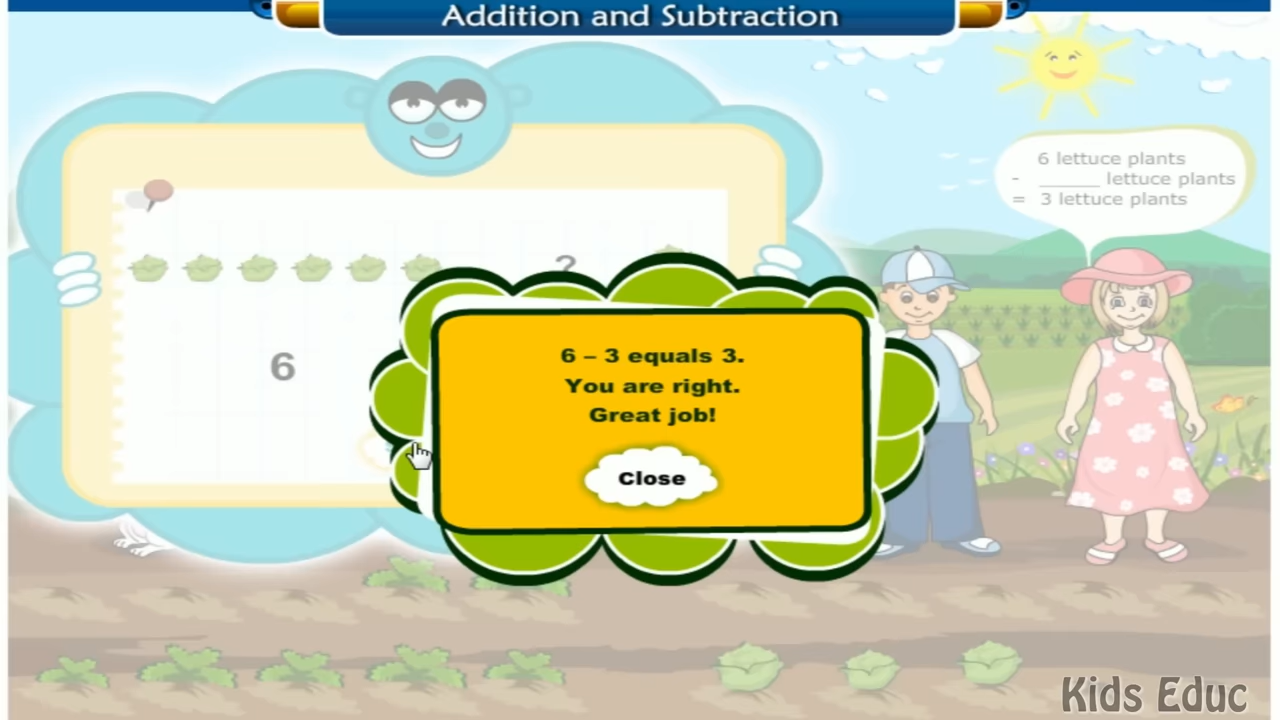 Addition and Subtraction
6 lettuce plants
- _____ lettuce plants
= 3 lettuce plants
?
6
6 – 3 equals 3.
You are right.
Great job!
Close
Kids Educ